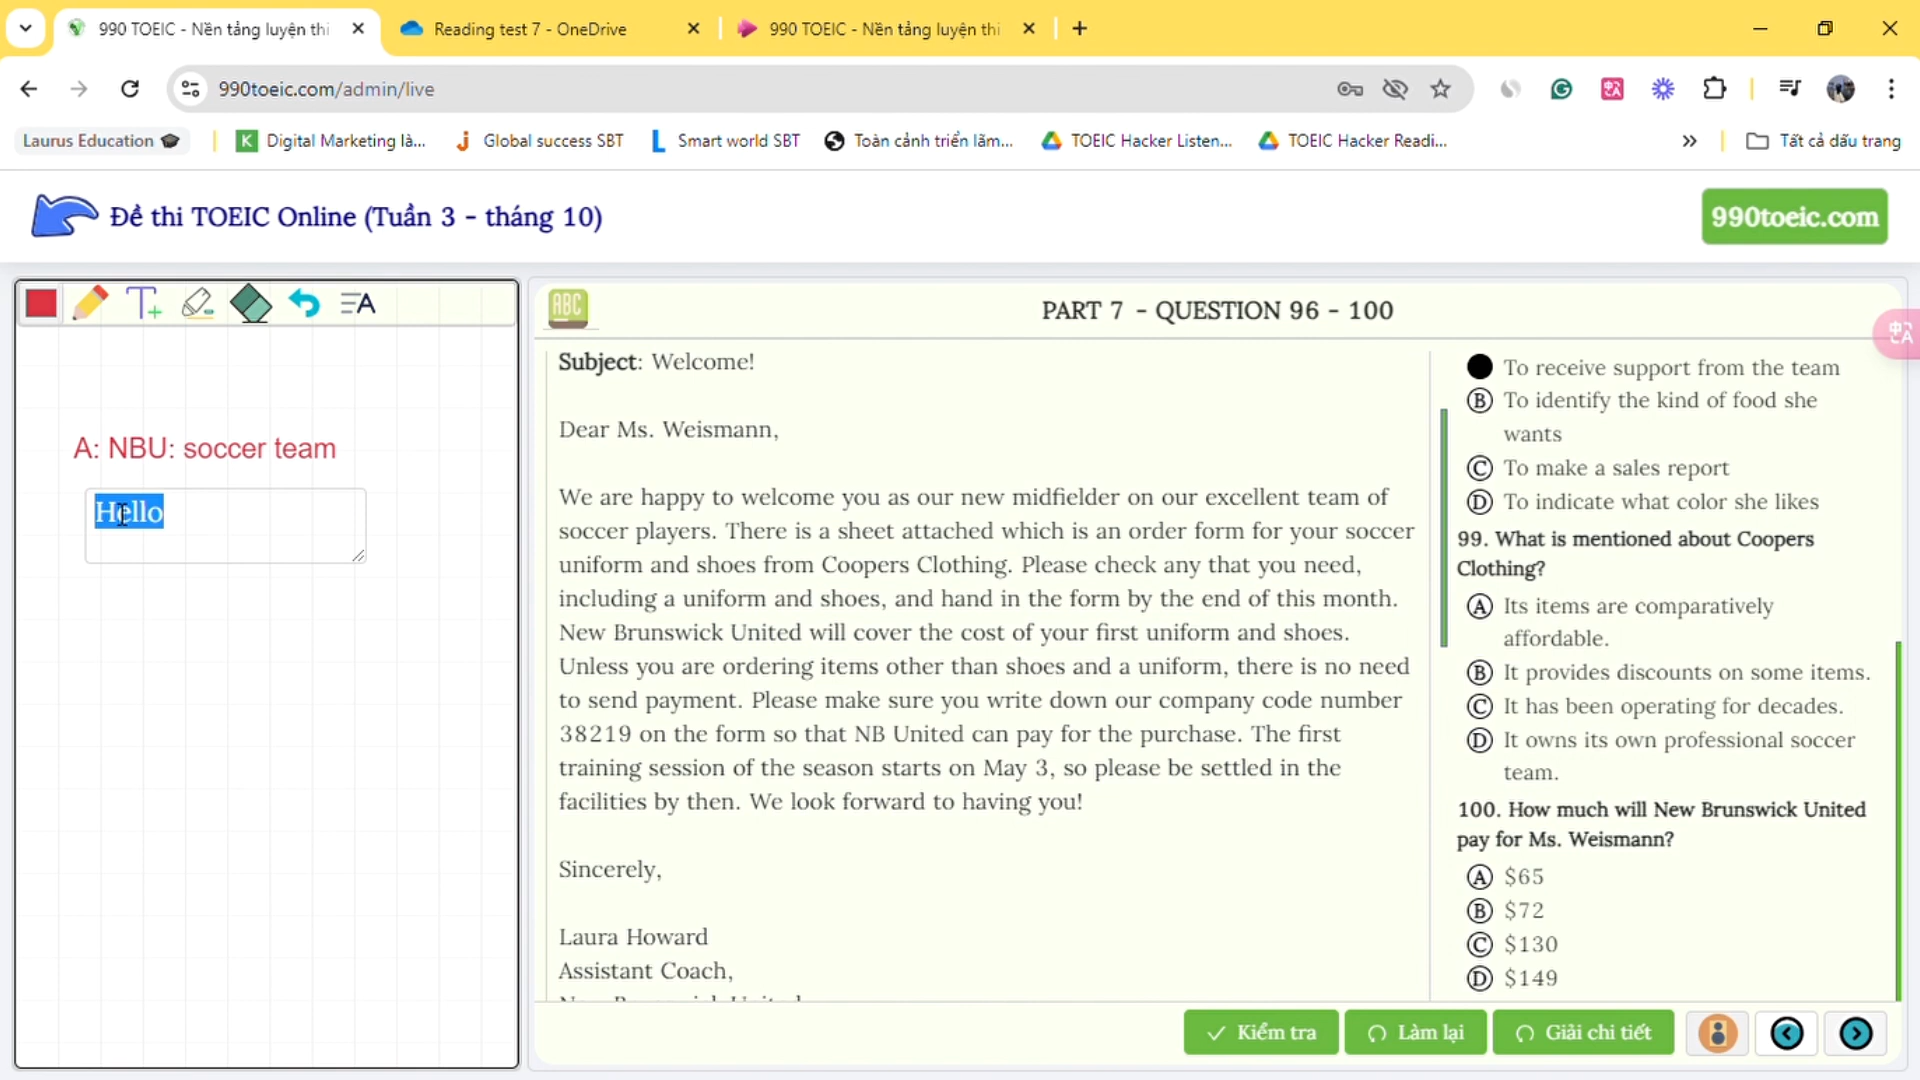 990 TOEIC - Nền tảng luyện thi
Reading test 7 - OneDrive
990 TOEIC - Nền tảng luyện thi
990toeic.com/admin/live
Laurus Education
Digital Marketing là...
Global success SBT
Smart world SBT
Toàn cảnh triển lãm...
TOEIC Hacker Listen...
TOEIC Hacker Readi...
Tất cả dấu trang
Đề thi TOEIC Online (Tuần 3 - tháng 10)
990toeic.com
A: NBU: soccer team
Hello
ABC
PART 7 - QUESTION 96 - 100
Subject: Welcome!
Dear Ms. Weismann,
We are happy to welcome you as our new midfielder on our excellent team of
soccer players. There is a sheet attached which is an order form for your soccer
uniform and shoes from Coopers Clothing. Please check any that you need,
including a uniform and shoes, and hand in the form by the end of this month.
New Brunswick United will cover the cost of your first uniform and shoes.
Unless you are ordering items other than shoes and a uniform, there is no need
to send payment. Please make sure you write down our company code number
38219 on the form so that NB United can pay for the purchase. The first
training session of the season starts on May 3, so please be settled in the
facilities by then. We look forward to having you!
Sincerely,
Laura Howard
Assistant Coach,
To receive support from the team
B To identify the kind of food she
wants
C To make a sales report
D To indicate what color she likes
99. What is mentioned about Coopers
Clothing?
A Its items are comparatively
affordable.
B It provides discounts on some items.
C It has been operating for decades.
D It owns its own professional soccer
team.
100. How much will New Brunswick United
pay for Ms. Weismann?
A $65
B $72
C $130
D $149
Kiểm tra
Làm lại
Giải chi tiết